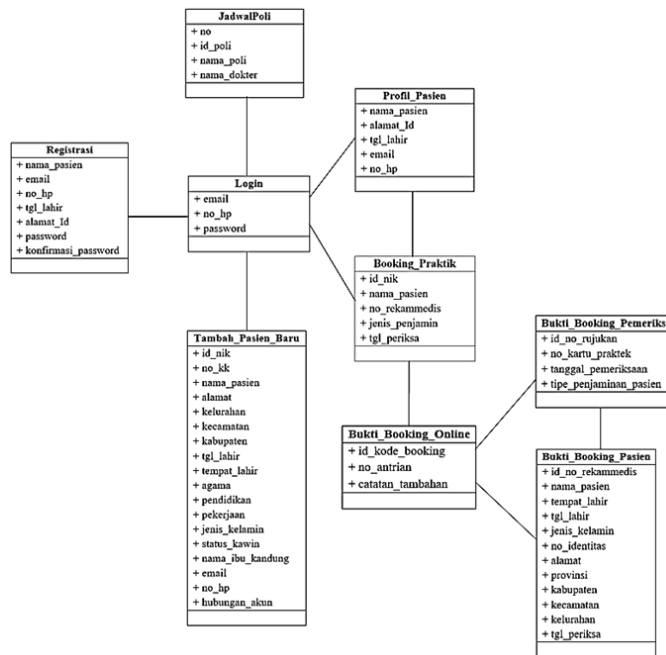 JadwalPoli
+ no
+ id_poli
+ nama_poli
+ nama_dokter
Profil_Pasien
+ nama_pasien
+ alamat_Id
+ tgl_lahir
+ email
+ no_hp
Registrasi
+ nama_pasien
+ email
+ no_hp
+ tgl_lahir
+ alamat_Id
+ password
+ konfirmasi_password
Login
+ email
+ no_hp
+ password
Booking_Praktik
+ id_nik
+ nama_pasien
+ no_rekammedis
+ jenis_penjamin
+ tgl_periksa
Tambah_Pasien_Baru
+ id_nik
+ no_kk
+ nama_pasien
+ alamat
+ kelurahan
+ kecamatan
+ kabupaten
+ tgl_lahir
+ tempat_lahir
+ agama
+ pendidikan
+ pekerjaan
+ jenis_kelamin
+ status_kawin
+ nama_ibu_kandung
+ email
+ no_hp
+ hubungan_akun
Bukti_Booking_Online
+ id_kode_booking
+ no_antrian
+ catatan_tambahan
Bukti_Booking_Pemeriks
+ id_no_rujukan
+ no_kartu_praktek
+ tanggal_pemeriksaan
+ tipe_penjaminan_pasien
Bukti_Booking_Pasien
+ id_no_rekammedis
+ nama_pasien
+ tempat_lahir
+ tgl_lahir
+ jenis_kelamin
+ no_identitas
+ alamat
+ provinsi
+ kabupaten
+ kecamatan
+ kelurahan
+ tgl_periksa